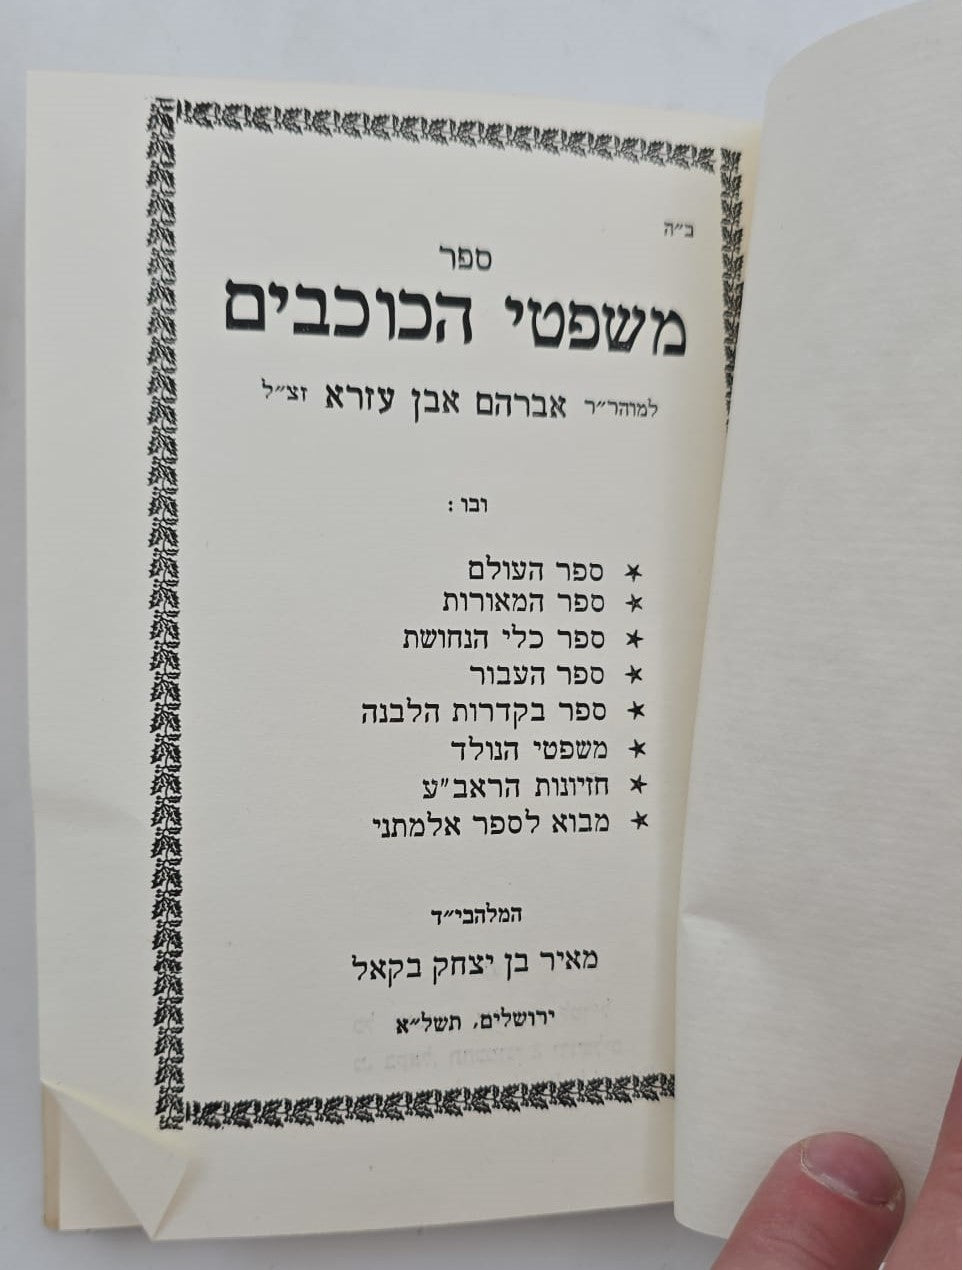 ב״ה
ספר
משפטי הכוכבים
למוהר״ר אברהם אבן עזרא זצ״ל
ובו :
★ ספר העולם
★ ספר המאורות
★ ספר כלי הנחושת
★ ספר העבור
★ ספר בקדרות הלבנה
★ משפטי הנולד
★ חזיונות הראב"ע
★ מבוא לספר אלמתני
המלהבי״ד
מאיר בן יצחק בקאל
ירושלים, תשל״א